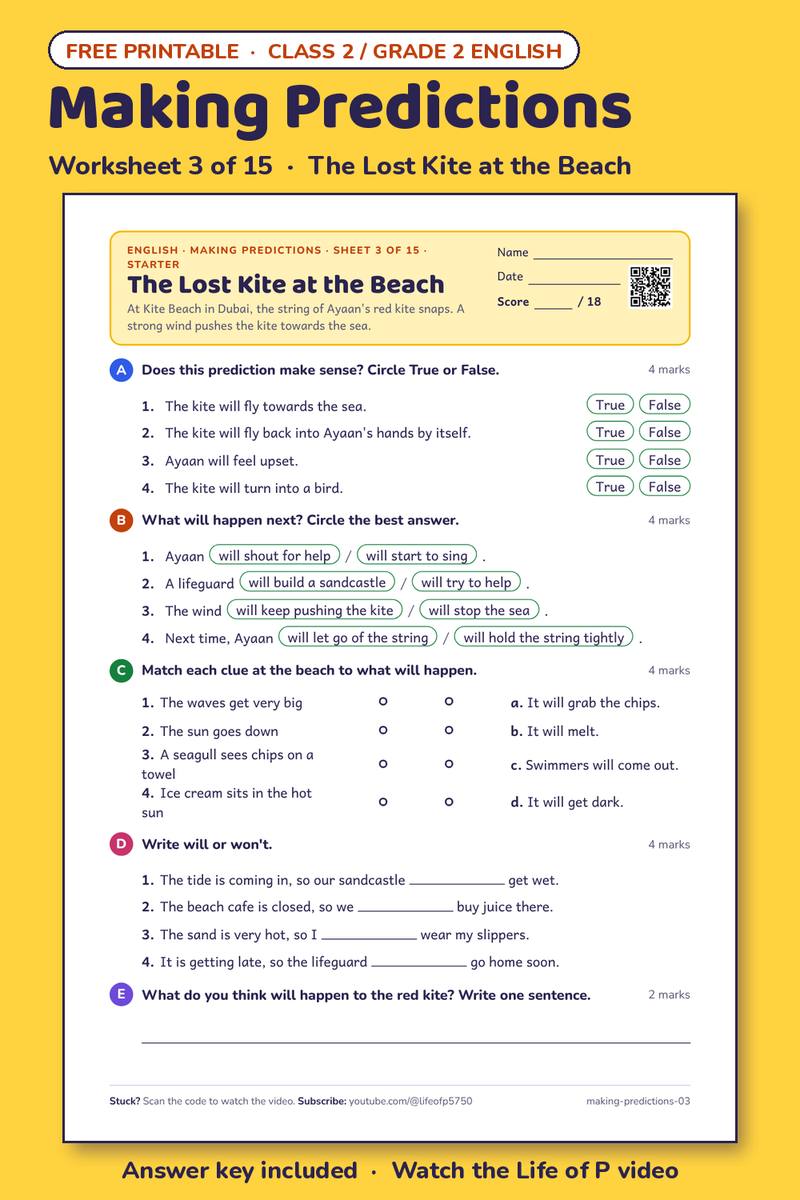 FREE PRINTABLE · CLASS 2 / GRADE 2 ENGLISH
Making Predictions
Worksheet 3 of 15 · The Lost Kite at the Beach
ENGLISH · MAKING PREDICTIONS · SHEET 3 OF 15 ·
STARTER
The Lost Kite at the Beach
At Kite Beach in Dubai, the string of Ayaan's red kite snaps. A
strong wind pushes the kite towards the sea.
Name
Date
Score / 18
A Does this prediction make sense? Circle True or False. 4 marks
1. The kite will fly towards the sea. True False
2. The kite will fly back into Ayaan's hands by itself. True False
3. Ayaan will feel upset. True False
4. The kite will turn into a bird. True False
B What will happen next? Circle the best answer. 4 marks
1. Ayaan will shout for help / will start to sing .
2. A lifeguard will build a sandcastle / will try to help .
3. The wind will keep pushing the kite / will stop the sea .
4. Next time, Ayaan will let go of the string / will hold the string tightly .
C Match each clue at the beach to what will happen. 4 marks
1. The waves get very big a. It will grab the chips.
2. The sun goes down b. It will melt.
3. A seagull sees chips on a
towel c. Swimmers will come out.
4. Ice cream sits in the hot
sun d. It will get dark.
D Write will or won't. 4 marks
1. The tide is coming in, so our sandcastle ____________ get wet.
2. The beach cafe is closed, so we ____________ buy juice there.
3. The sand is very hot, so I ____________ wear my slippers.
4. It is getting late, so the lifeguard ____________ go home soon.
E What do you think will happen to the red kite? Write one sentence. 2 marks
Stuck? Scan the code to watch the video. Subscribe: youtube.com/@lifeofp5750 making-predictions-03
Answer key included · Watch the Life of P video